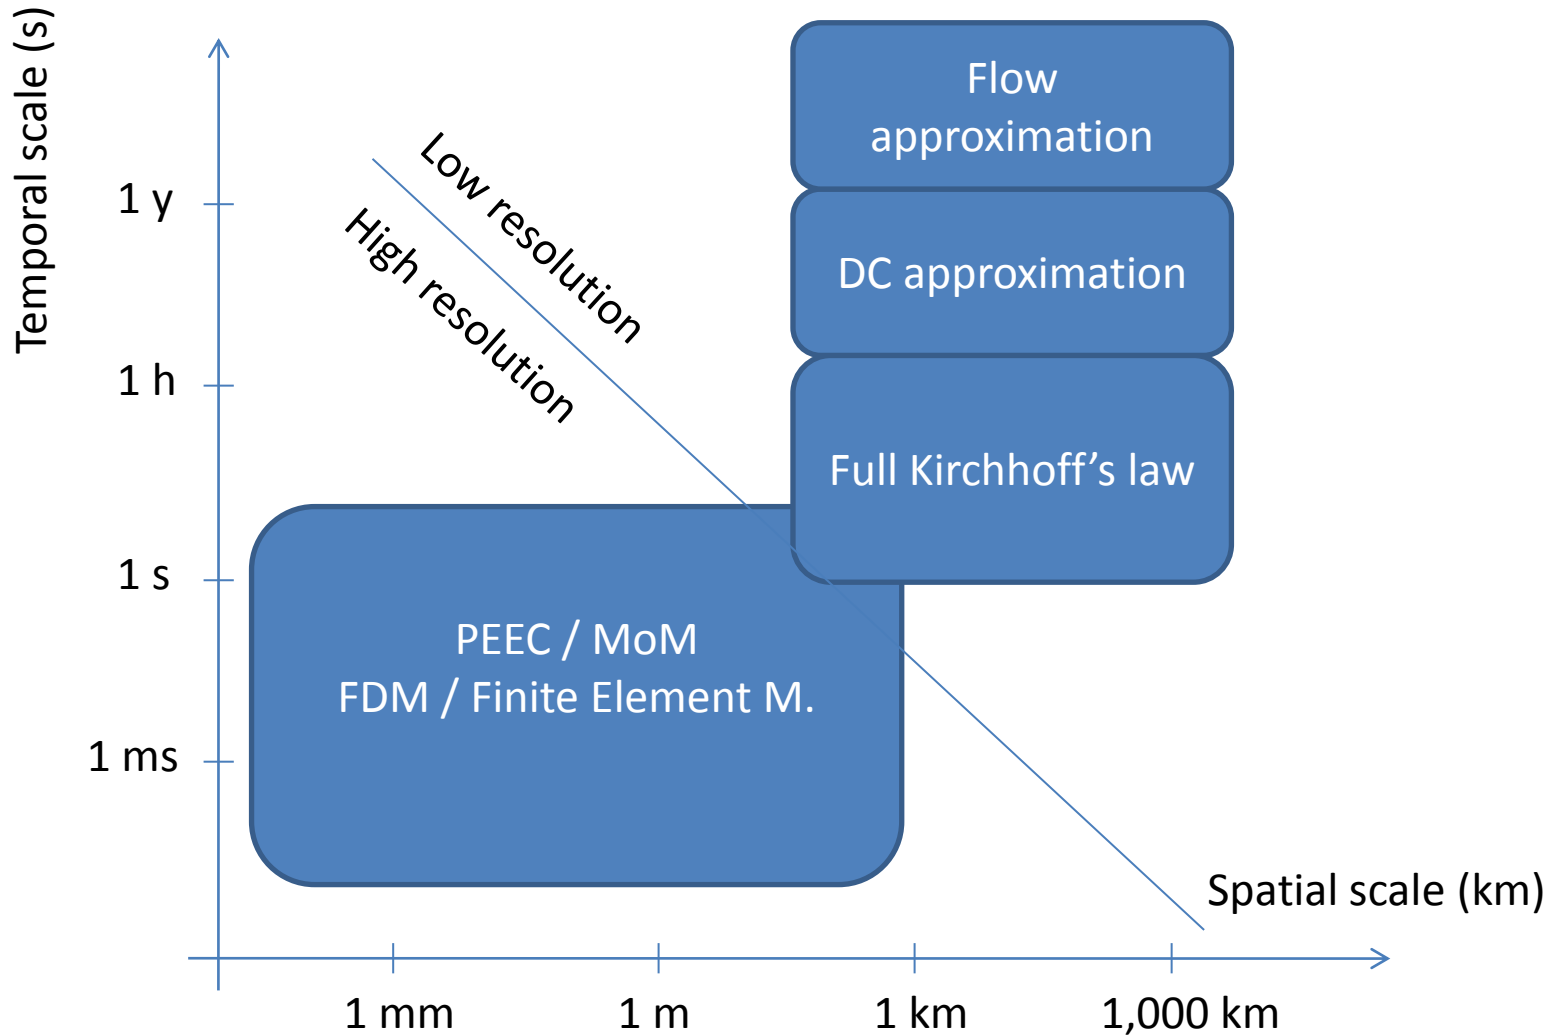 Temporal scale (s)
Flow
approximation
Low resolution
High resolution
1 y
DC approximation
1 h
Full Kirchhoff’s law
1 s
PEEC / MoM
FDM / Finite Element M.
1 ms
Spatial scale (km)
1 mm
1 m
1 km
1,000 km